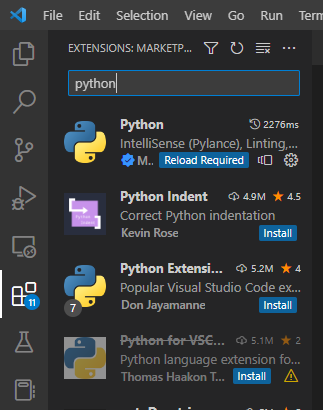 File Edit Selection View Go Run Term
EXTENSIONS: MARKETP...
python
Python 2276ms
IntelliSense (Pylance), Linting,...
M... Reload Required
Python Indent 4.9M 4.5
Correct Python indentation
Kevin Rose Install
Python Extensi... 5.2M 4
Popular Visual Studio Code ex...
7 Don Jayamanne Install
11
Python for VSC... 5.1M 2
Python language extension fo...
Thomas Haakon T... Install